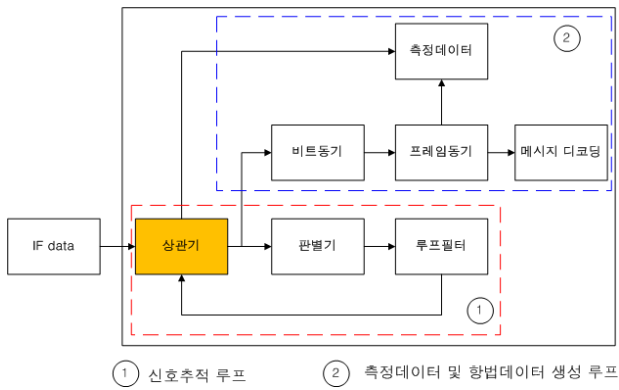 측정데이터
2
비트동기
프레임동기
메시지 디코딩
IF data
상관기
판별기
루프필터
1
1 신호추적 루프
2 측정데이터 및 항법데이터 생성 루프